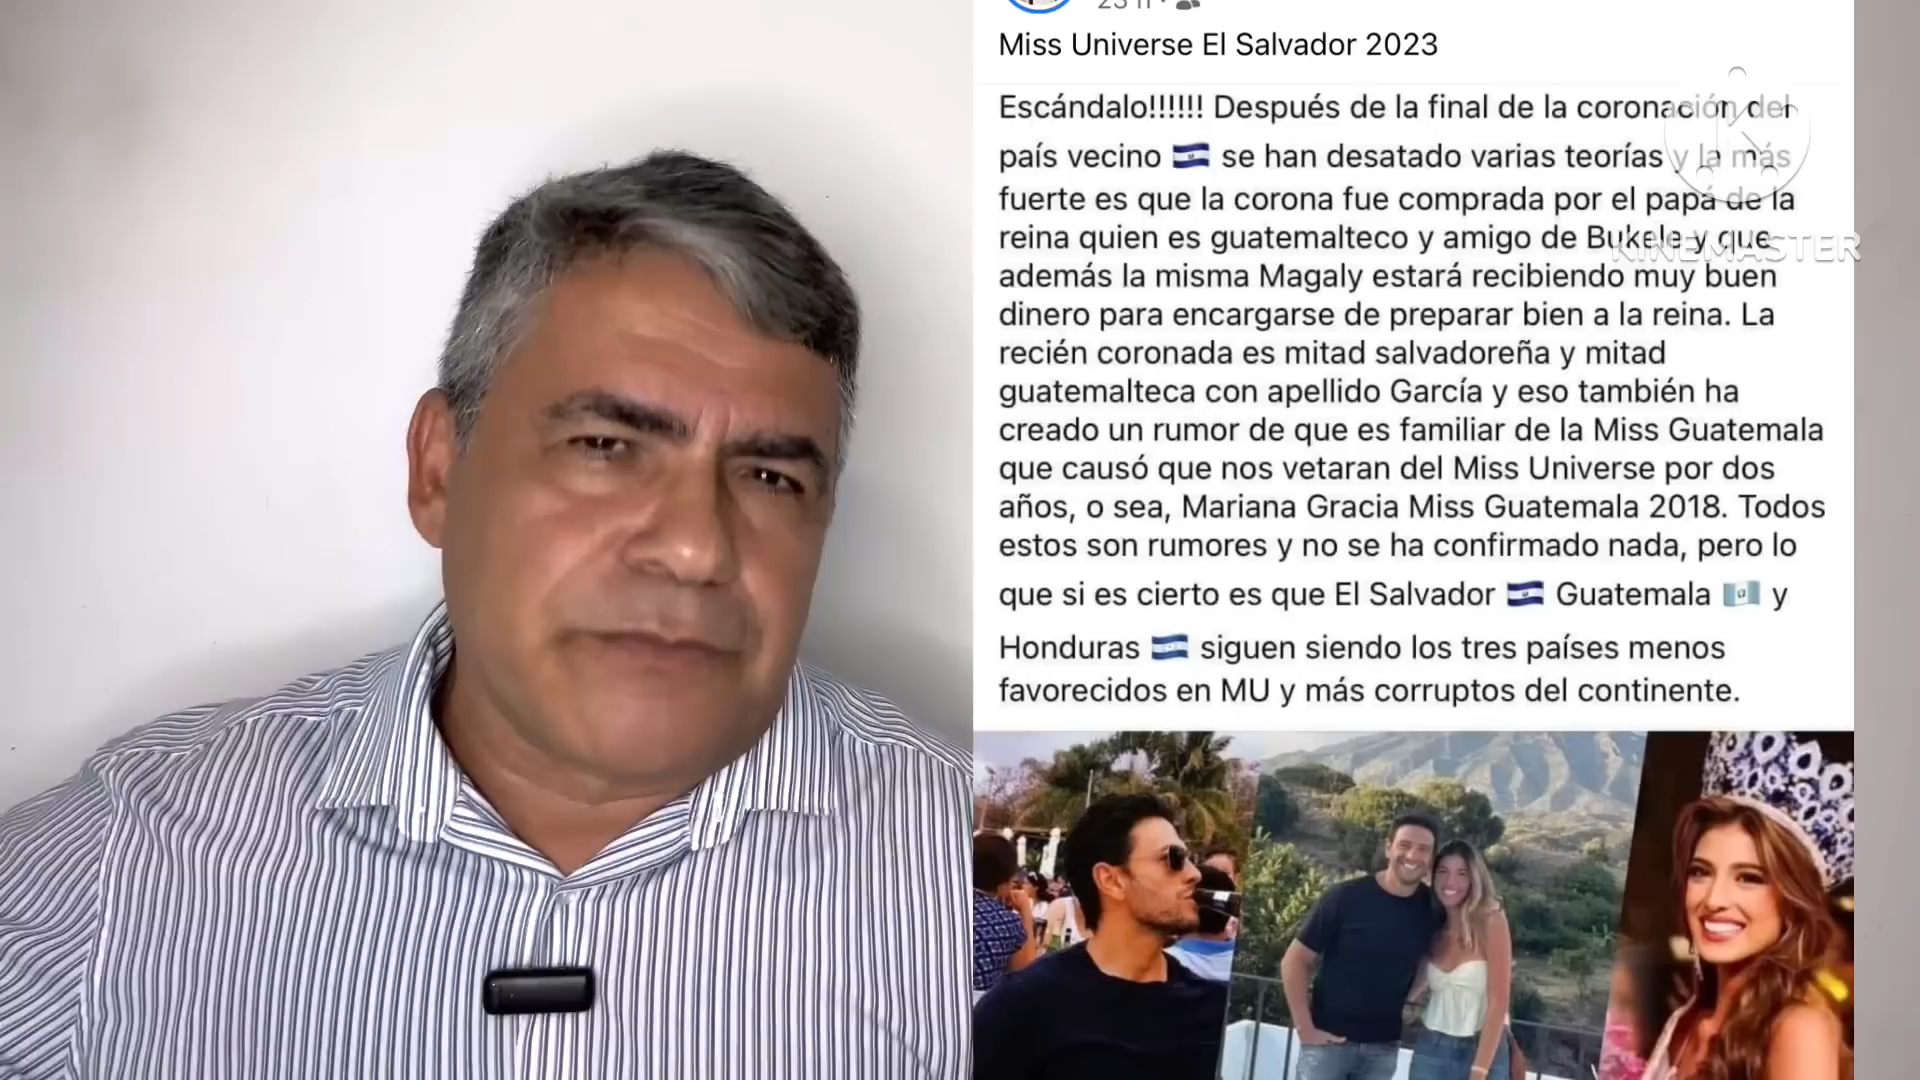 Miss Universe El Salvador 2023
Escándalo!!!!!! Después de la final de la coronación del
país vecino 🇸🇻 se han desatado varias teorías y la más
fuerte es que la corona fue comprada por el papá de la
reina quien es guatemalteco y amigo de Bukele y que
además la misma Magaly estará recibiendo muy buen
dinero para encargarse de preparar bien a la reina. La
recién coronada es mitad salvadoreña y mitad
guatemalteca con apellido García y eso también ha
creado un rumor de que es familiar de la Miss Guatemala
que causó que nos vetaran del Miss Universe por dos
años, o sea, Mariana Gracia Miss Guatemala 2018. Todos
estos son rumores y no se ha confirmado nada, pero lo
que si es cierto es que El Salvador 🇸🇻 Guatemala 🇬🇹 y
Honduras 🇭🇳 siguen siendo los tres países menos
favorecidos en MU y más corruptos del continente.
KINEMASTER